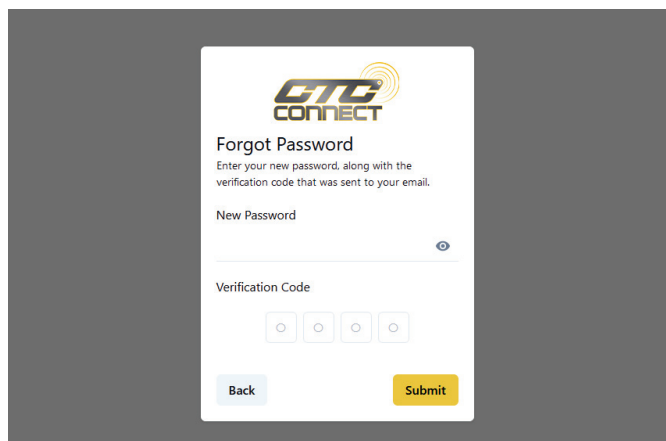 CTC
CONNECT
Forgot Password
Enter your new password, along with the
verification code that was sent to your email.
New Password
Verification Code
Back
Submit